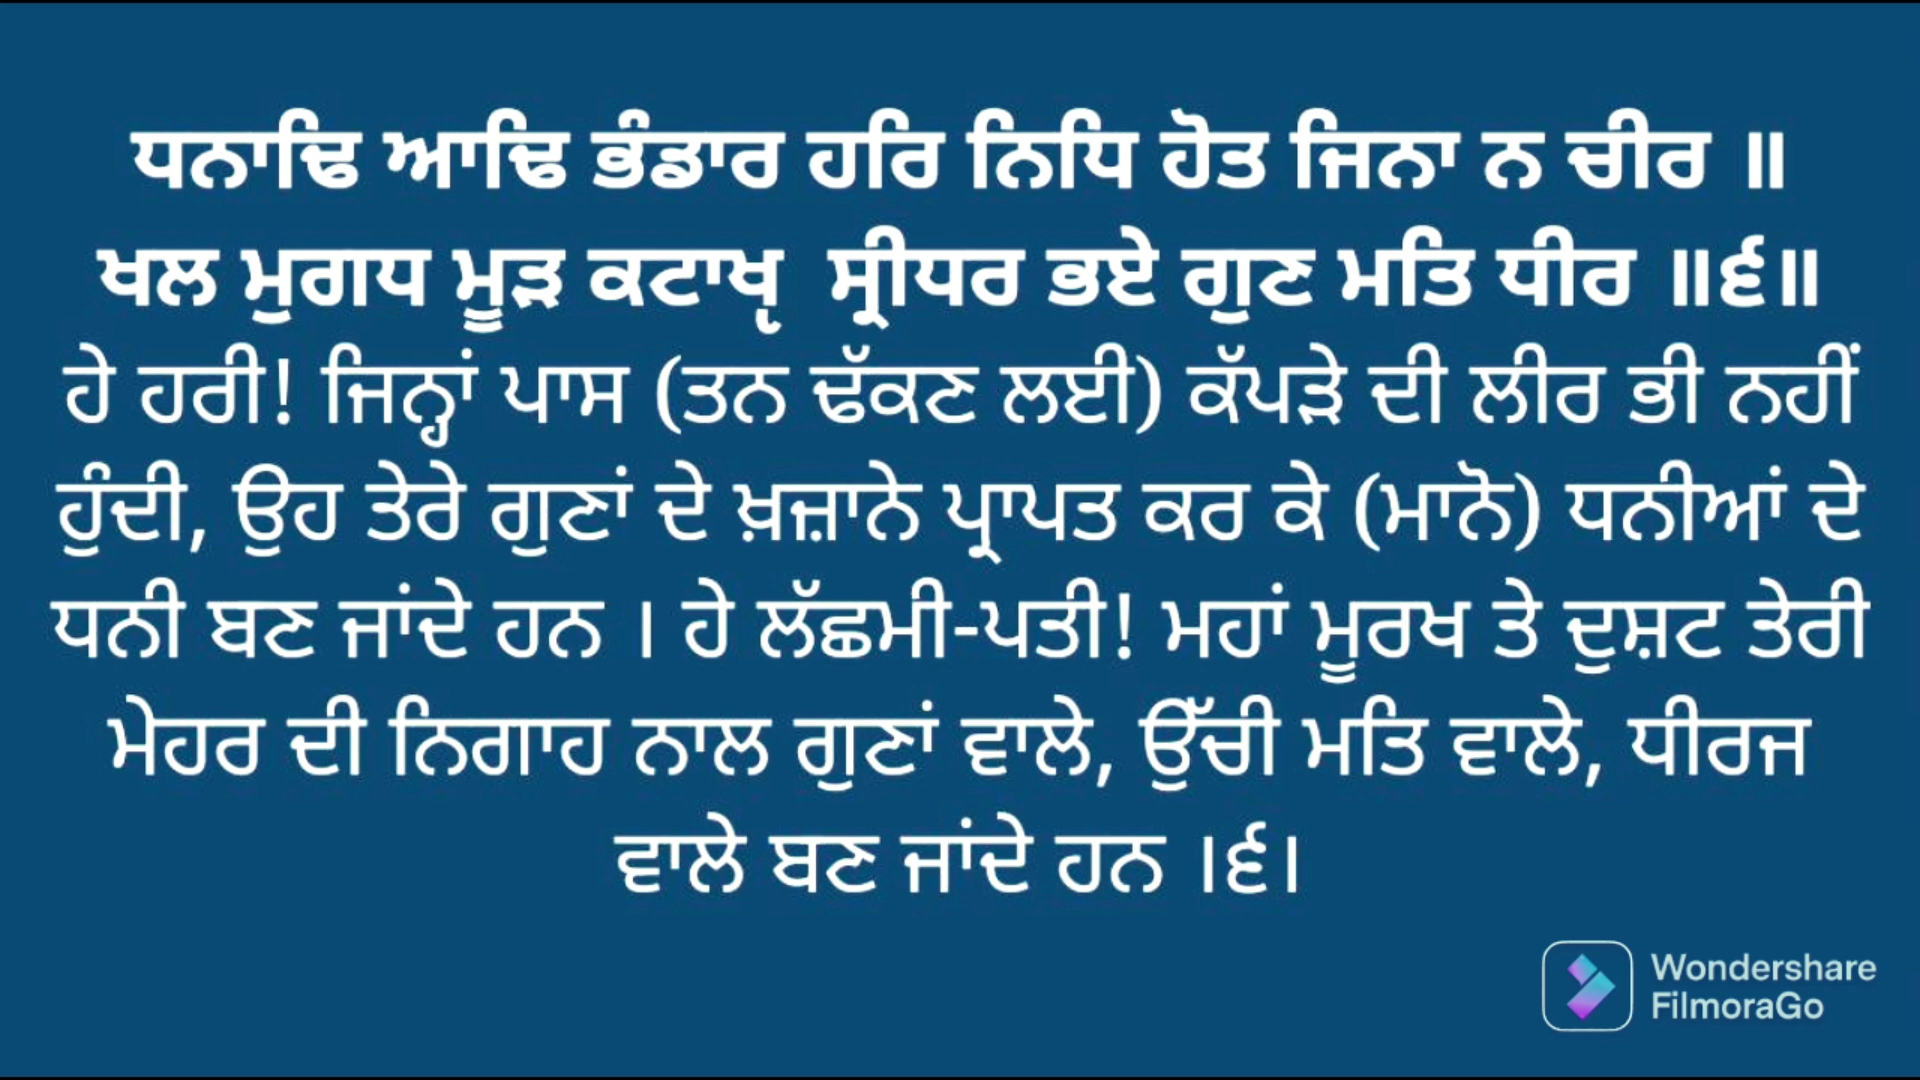 ਧਨਾਢਿ ਆਢਿ ਭੰਡਾਰ ਹਰਿ ਨਿਧਿ ਹੋਤ ਜਿਨਾ ਨ ਚੀਰ ॥
ਖਲ ਮੁਗਧ ਮੂੜ ਕਟਾਖੵ ਸ੍ਰੀਧਰ ਭਏ ਗੁਣ ਮਤਿ ਧੀਰ ॥੬॥
ਹੇ ਹਰੀ! ਜਿਨ੍ਹਾਂ ਪਾਸ (ਤਨ ਢੱਕਣ ਲਈ) ਕੱਪੜੇ ਦੀ ਲੀਰ ਭੀ ਨਹੀਂ
ਹੁੰਦੀ, ਉਹ ਤੇਰੇ ਗੁਣਾਂ ਦੇ ਖ਼ਜ਼ਾਨੇ ਪ੍ਰਾਪਤ ਕਰ ਕੇ (ਮਾਨੋ) ਧਨੀਆਂ ਦੇ
ਧਨੀ ਬਣ ਜਾਂਦੇ ਹਨ । ਹੇ ਲੱਛਮੀ-ਪਤੀ! ਮਹਾਂ ਮੂਰਖ ਤੇ ਦੁਸ਼ਟ ਤੇਰੀ
ਮੇਹਰ ਦੀ ਨਿਗਾਹ ਨਾਲ ਗੁਣਾਂ ਵਾਲੇ, ਉੱਚੀ ਮਤਿ ਵਾਲੇ, ਧੀਰਜ
ਵਾਲੇ ਬਣ ਜਾਂਦੇ ਹਨ ।੬।
Wondershare
FilmoraGo